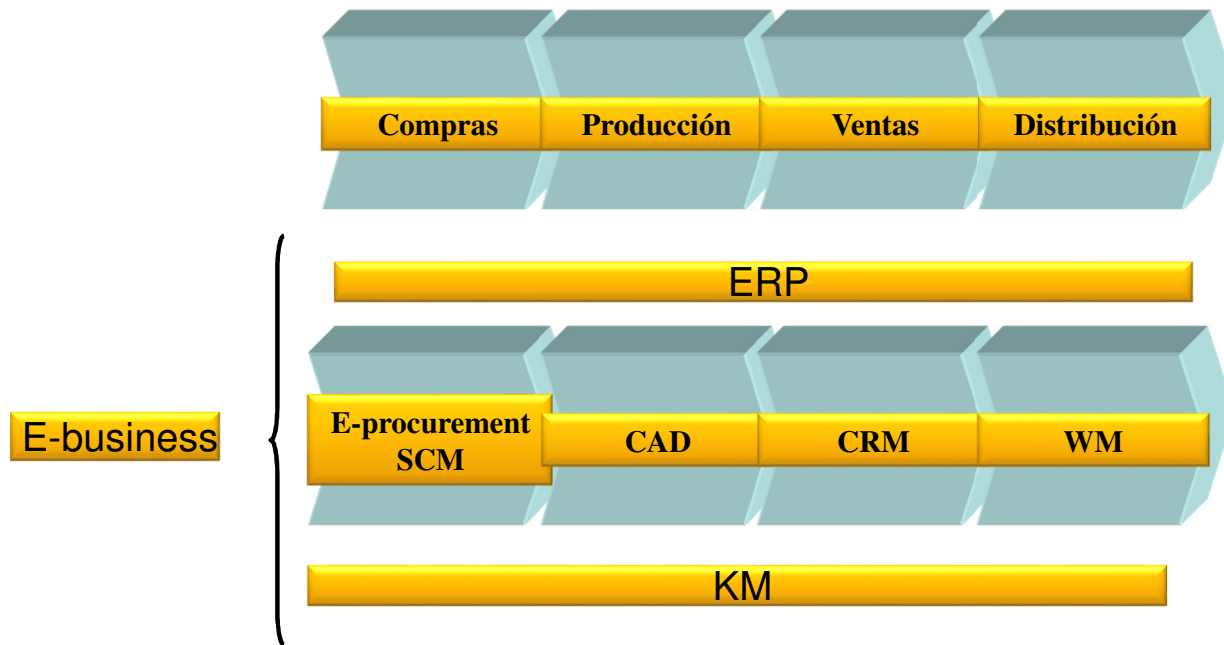 Compras
Producción
Ventas
Distribución
ERP
E-business
E-procurement
SCM
CAD
CRM
WM
KM